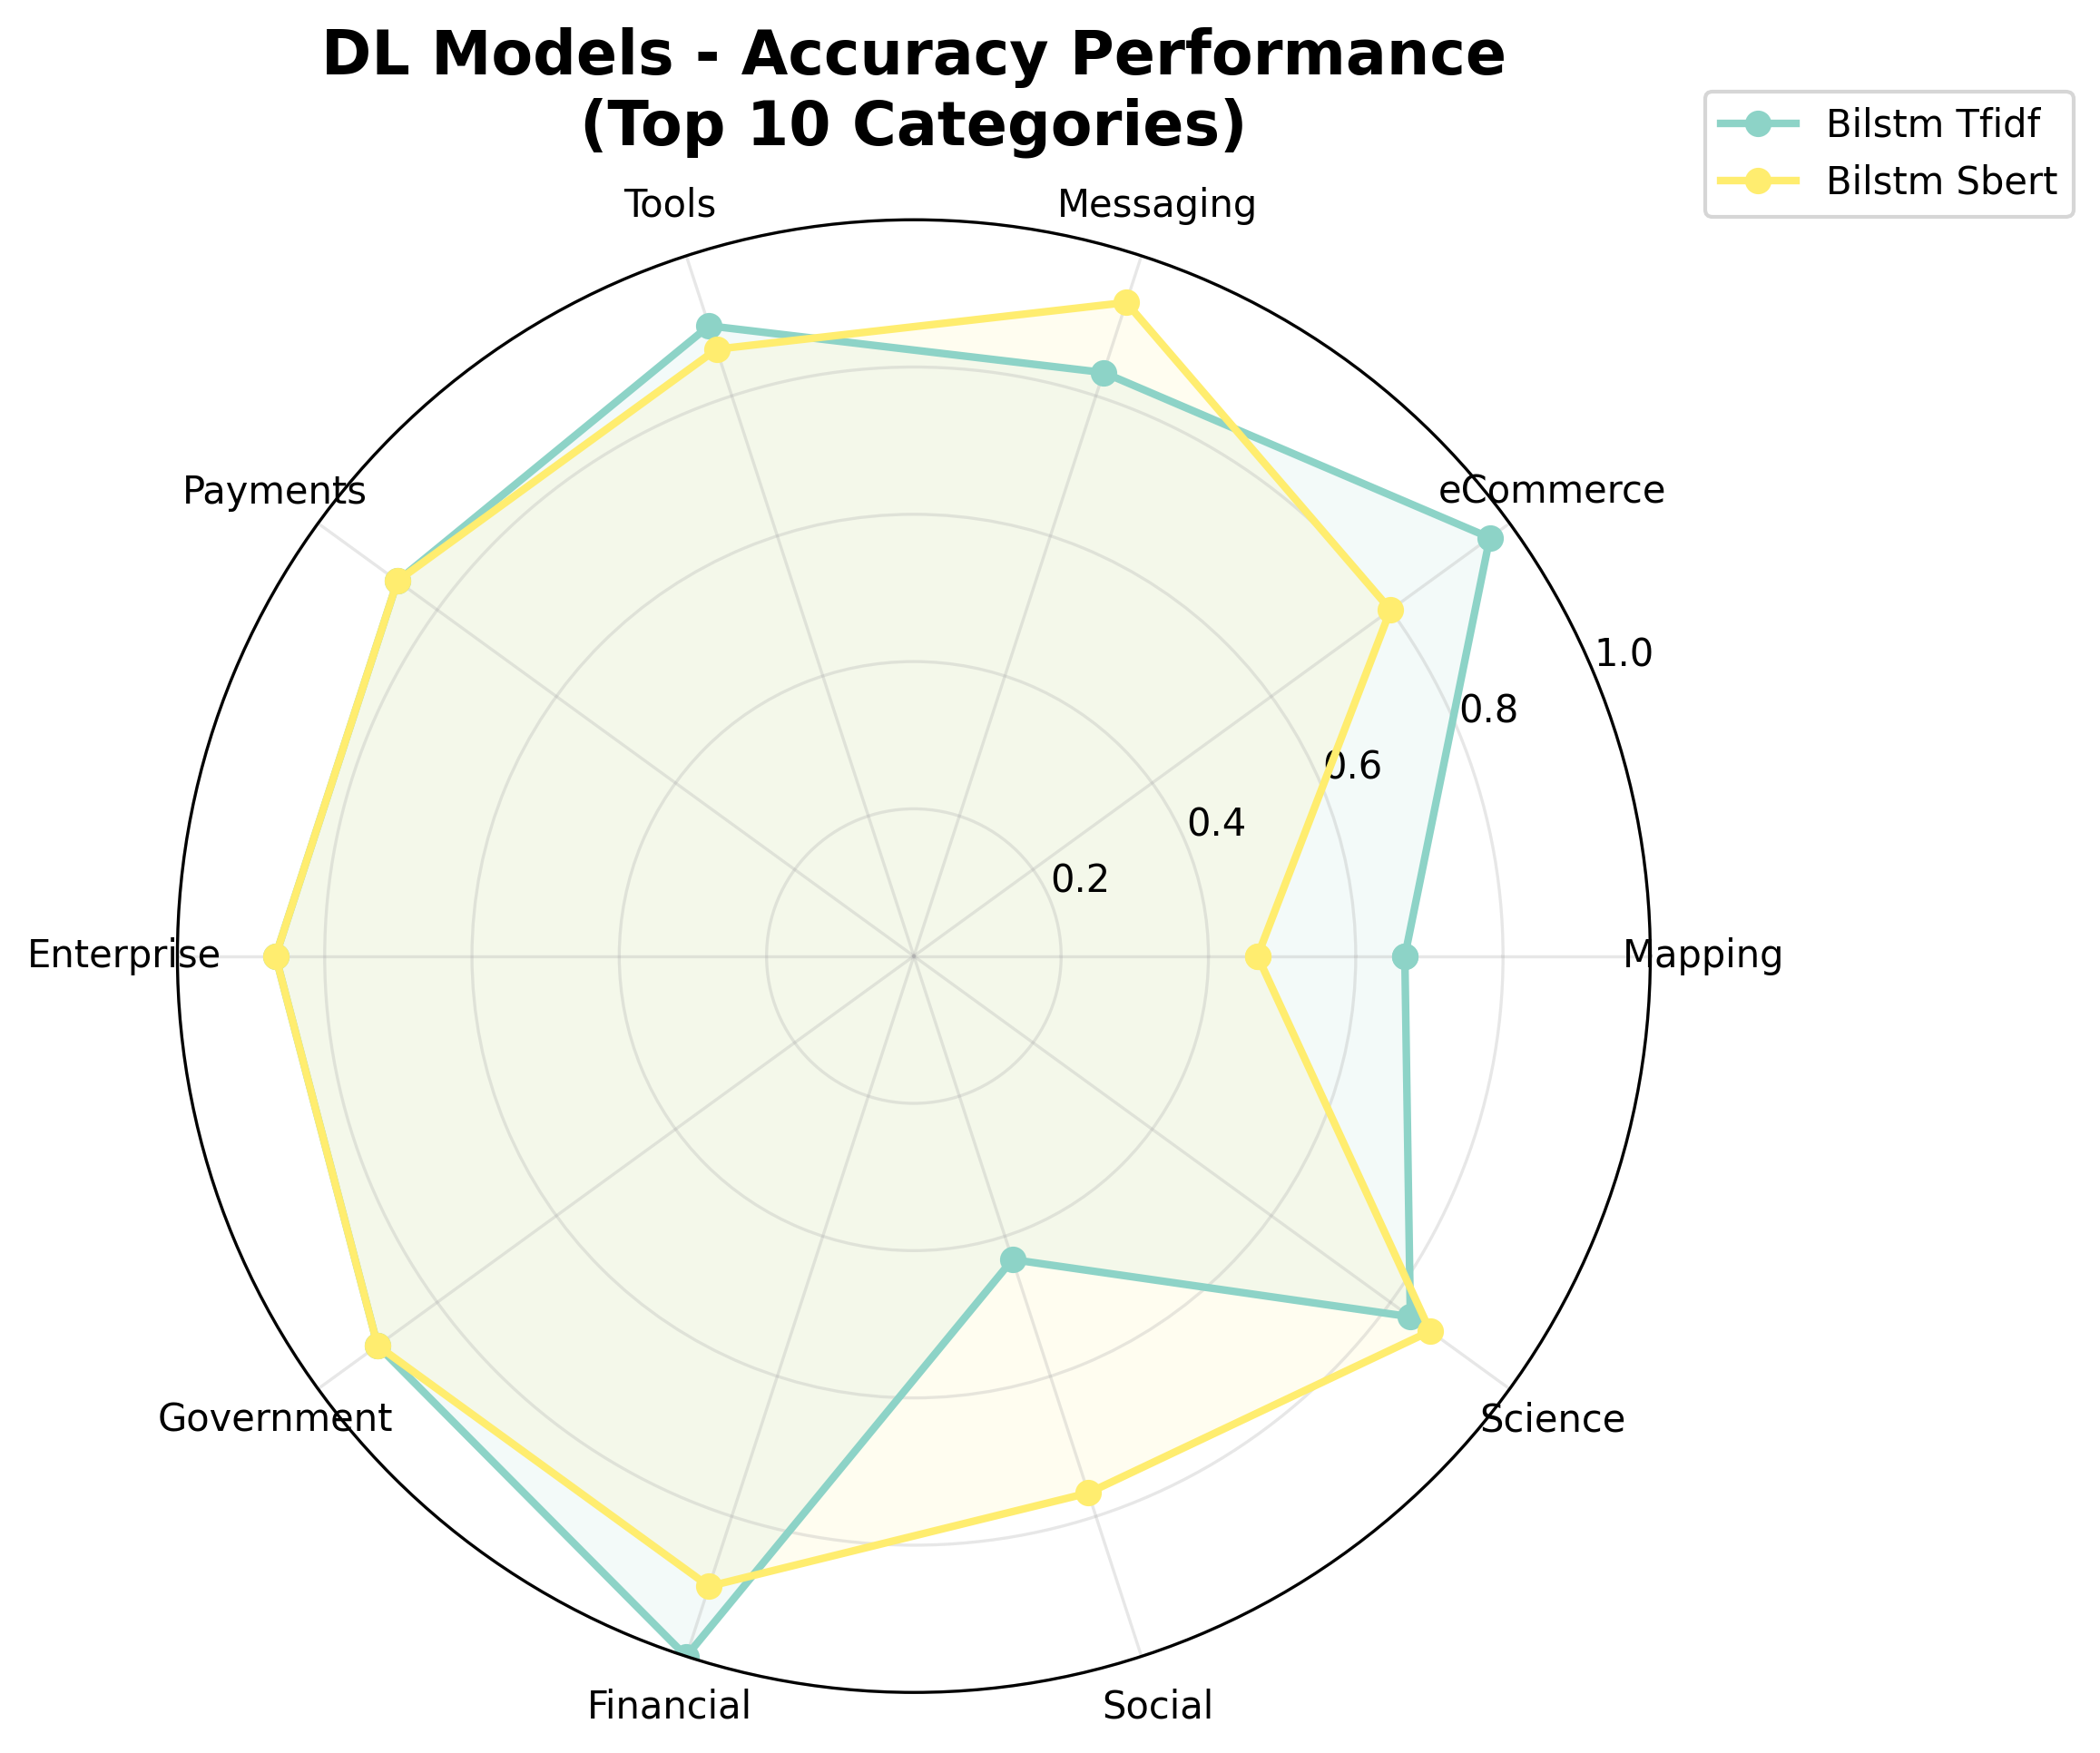 DL Models - Accuracy Performance
(Top 10 Categories)
Bilstm Tfidf
Bilstm Sbert
Tools
Messaging
Payments
eCommerce
1.0
0.8
0.6
0.4
0.2
Enterprise
Mapping
Government
Science
Financial
Social